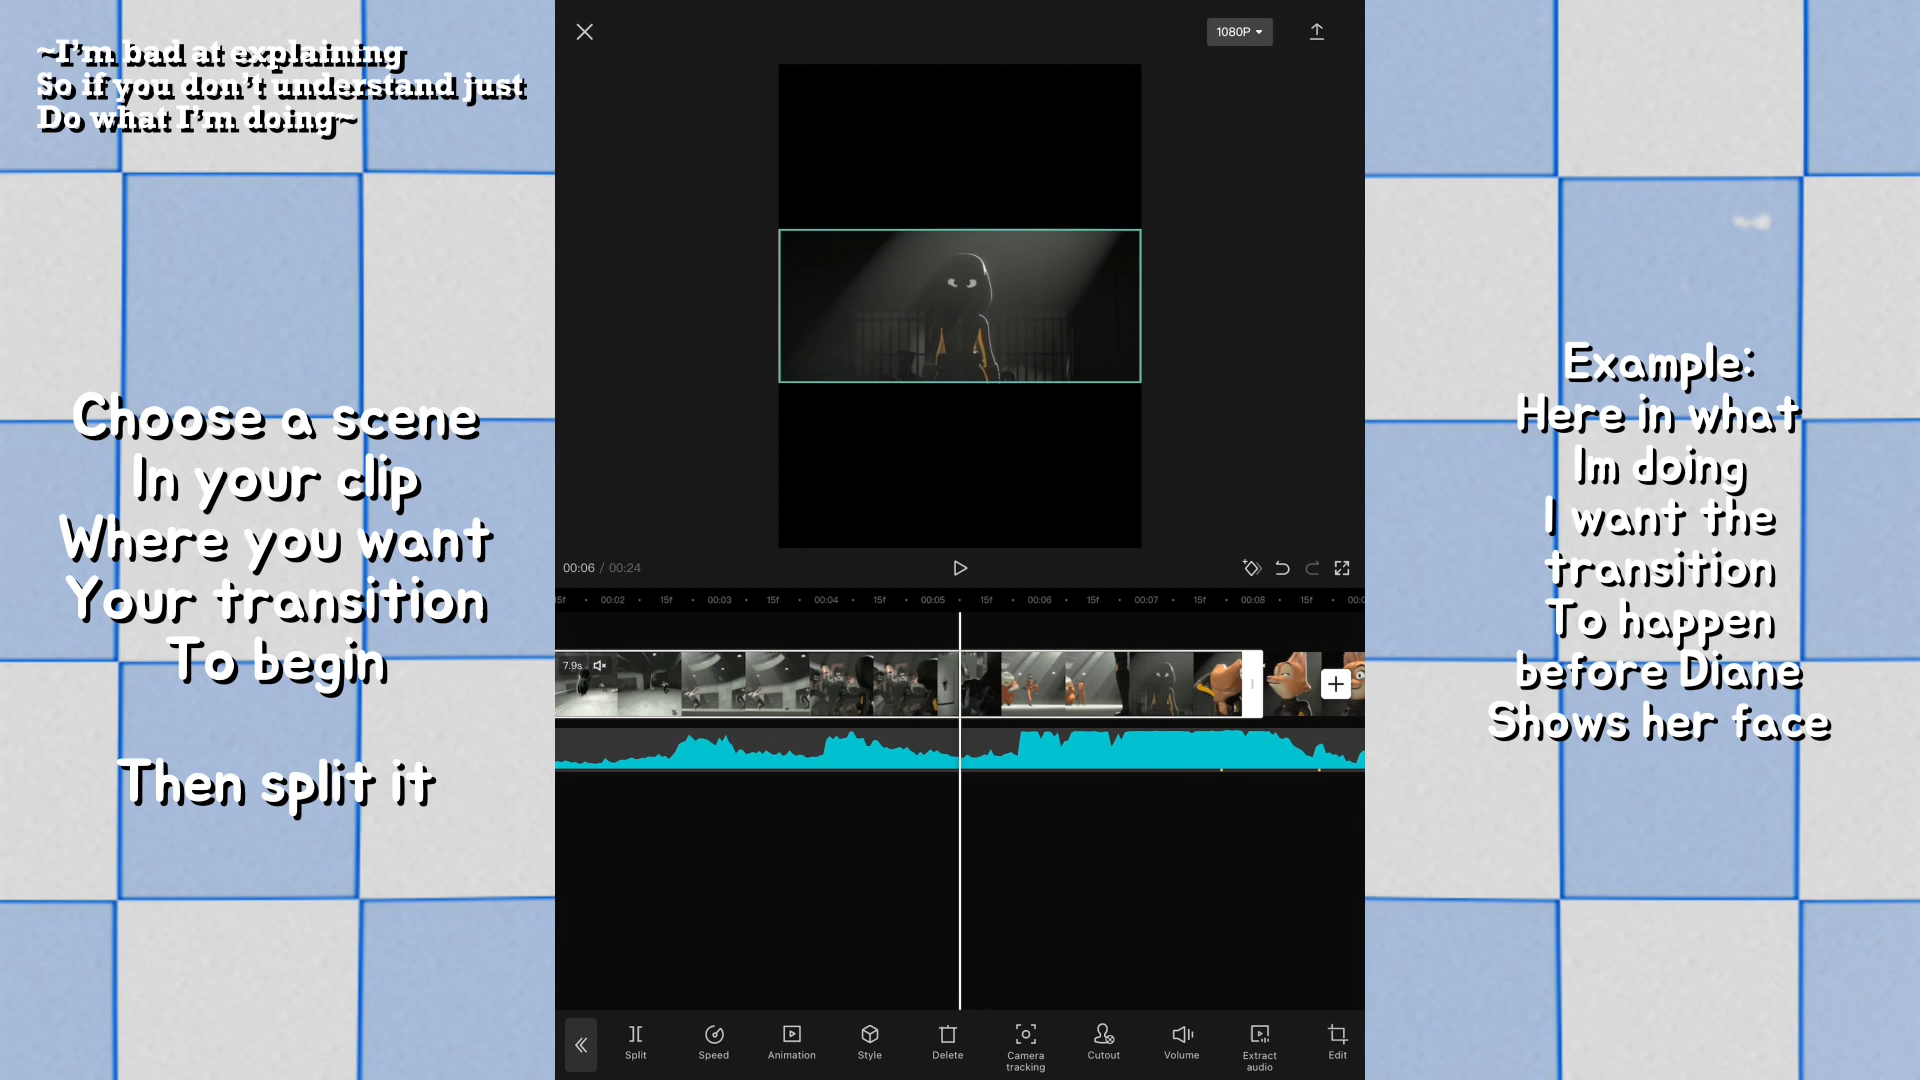 ~I'm bad at explaining
So if you don't understand just
Do what I'm doing~
Choose a scene
In your clip
Where you want
Your transition
To begin
Then split it
1080P
00:06 / 00:24
15f 00:02 15f 00:03 15f 00:04 15f 00:05 15f 00:06 15f 00:07 15f 00:08 15f
7.9s
Split
Speed
Animation
Style
Delete
Camera
tracking
Cutout
Volume
Extract
audio
Edit
Example:
Here in what
Im doing
I want the
transition
To happen
before Diane
Shows her face